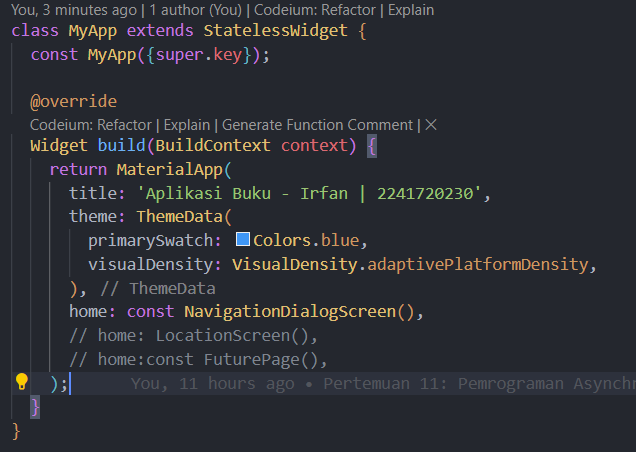 You, 3 minutes ago | 1 author (You) | Codeium: Refactor | Explain
class MyApp extends StatelessWidget {
const MyApp({super.key});
@override
Codeium: Refactor | Explain | Generate Function Comment | ×
Widget build(BuildContext context) {
return MaterialApp(
title: 'Aplikasi Buku - Irfan | 2241720230',
theme: ThemeData(
primarySwatch: Colors.blue,
visualDensity: VisualDensity.adaptivePlatformDensity,
), // ThemeData
home: const NavigationDialogScreen(),
// home: LocationScreen(),
// home:const FuturePage(),
); You, 11 hours ago • Pertemuan 11: Pemrograman Asynchr
}
}